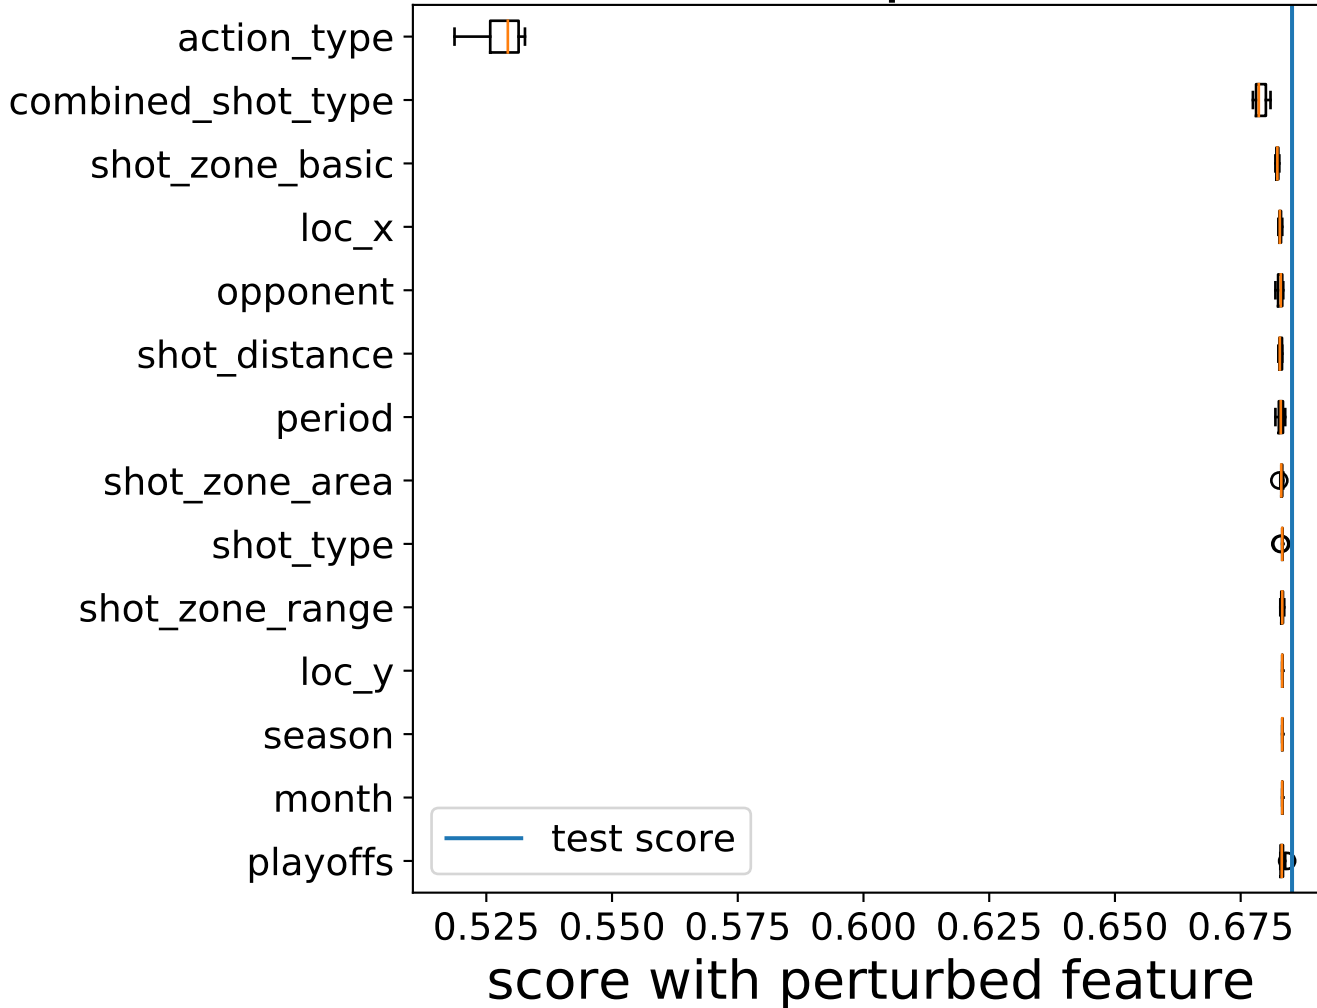 action_type
combined_shot_type
shot_zone_basic
loc_x
opponent
shot_distance
period
shot_zone_area
shot_type
shot_zone_range
loc_y
season
month
playoffs
test score
0.525 0.550 0.575 0.600 0.625 0.650 0.675
score with perturbed feature